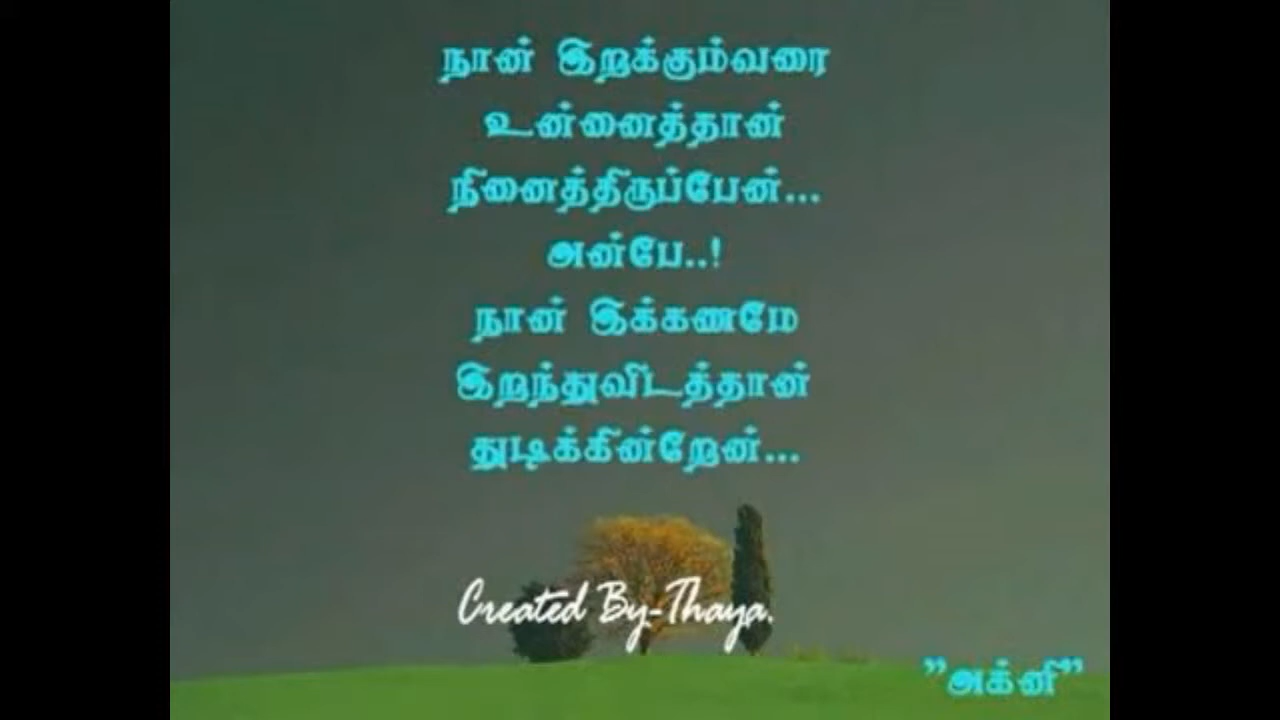 நான் இறக்கும்வரை
உன்னைத்தான்
நினைத்திருப்பேன்...
அன்பே..!
நான் இக்கணமே
இறந்துவிடத்தான்
துடிக்கின்றேன்...
Created By-Thaya.
”அக்னி”